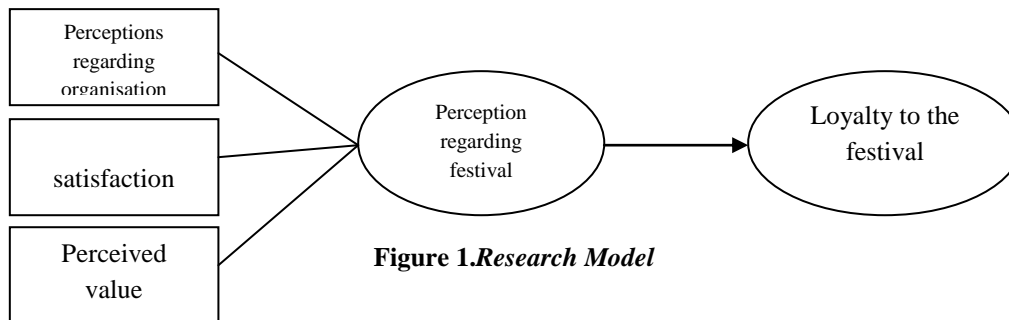 Perceptions
regarding
organisation
satisfaction
Perceived
value
Perception
regarding
festival
Loyalty to the
festival
Figure 1.Research Model